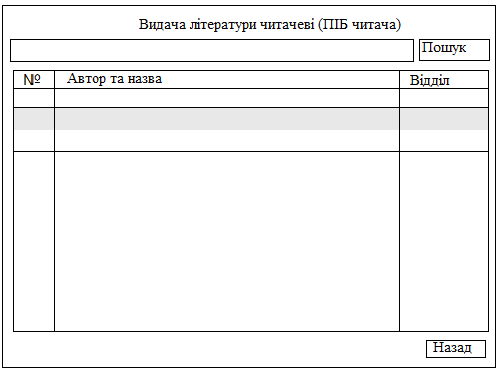 Видача літератури читачеві (ПІБ читача)
Пошук
№ Автор та назва Відділ
Назад